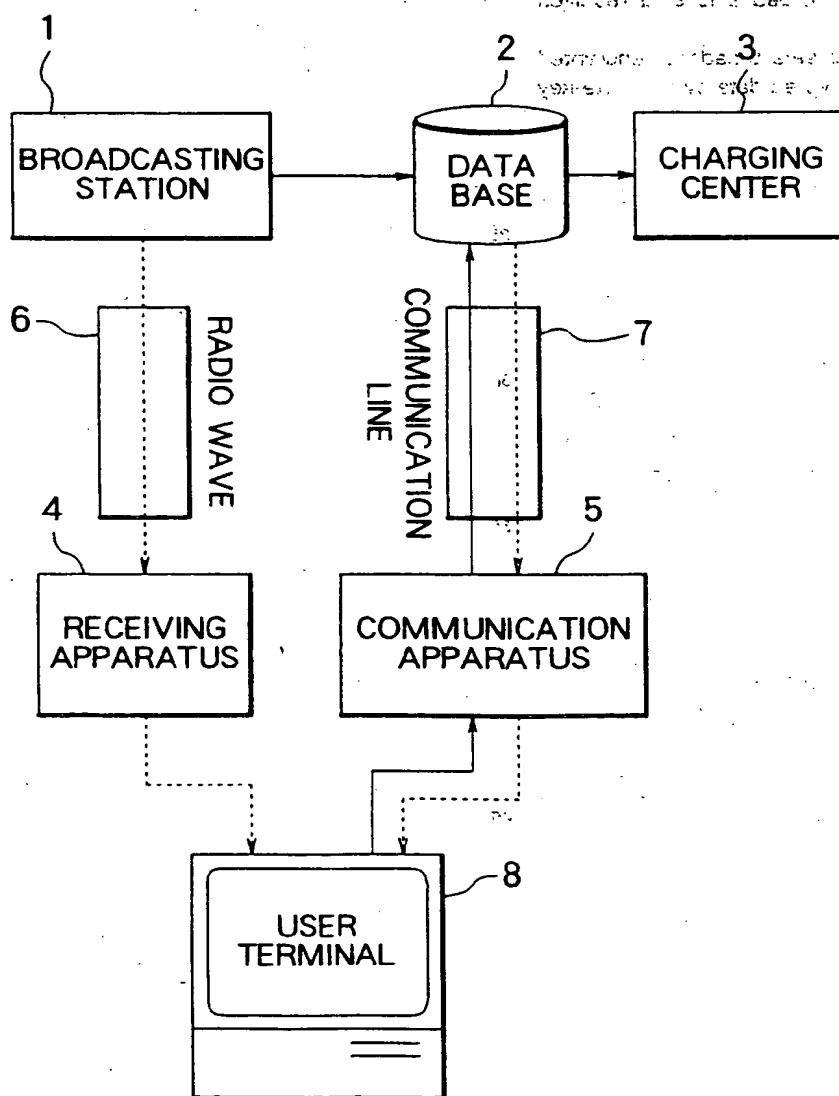 1
2
3
BROADCASTING
STATION
DATA
BASE
CHARGING
CENTER
6
RADIO WAVE
COMMUNICATION
LINE
7
4
5
RECEIVING
APPARATUS
COMMUNICATION
APPARATUS
8
USER
TERMINAL